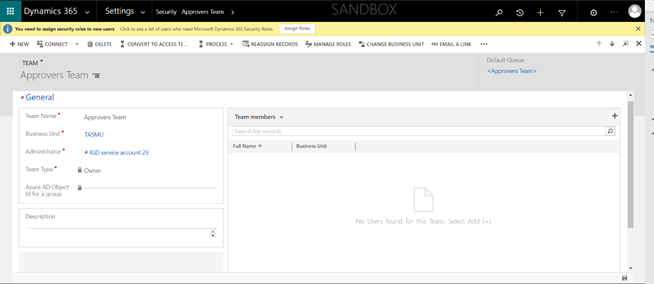 Dynamics 365 Settings Security Approvers Team SANDBOX
You need to assign security roles to new users Click to see a list of users who need Microsoft Dynamics 365 Security Roles. Assign Roles
NEW CONNECT DELETE CONVERT TO ACCESS TE... PROCESS REASSIGN RECORDS MANAGE ROLES CHANGE BUSINESS UNIT EMAIL A LINK
TEAM
Approvers Team
Default Queue:
<Approvers Team>
General
Team Name* Approvers Team
Business Unit* TASMU
Administrator* # IGD service account 29
Team Type* Owner
Azure AD Object
Id for a group
Description
Team members
Search for records
Full Name ↑ Business Unit
No Users found for this Team. Select Add (+).